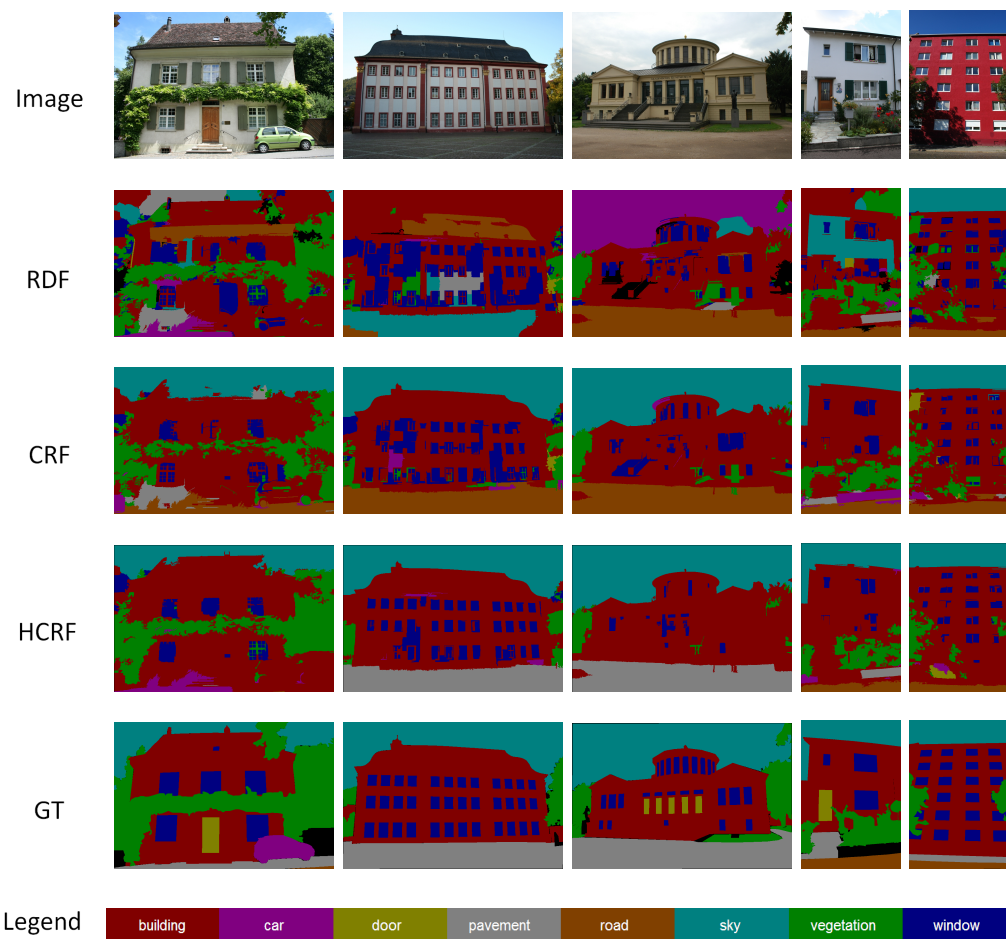 Image
RDF
CRF
HCRF
GT
Legend building car door pavement road sky vegetation window